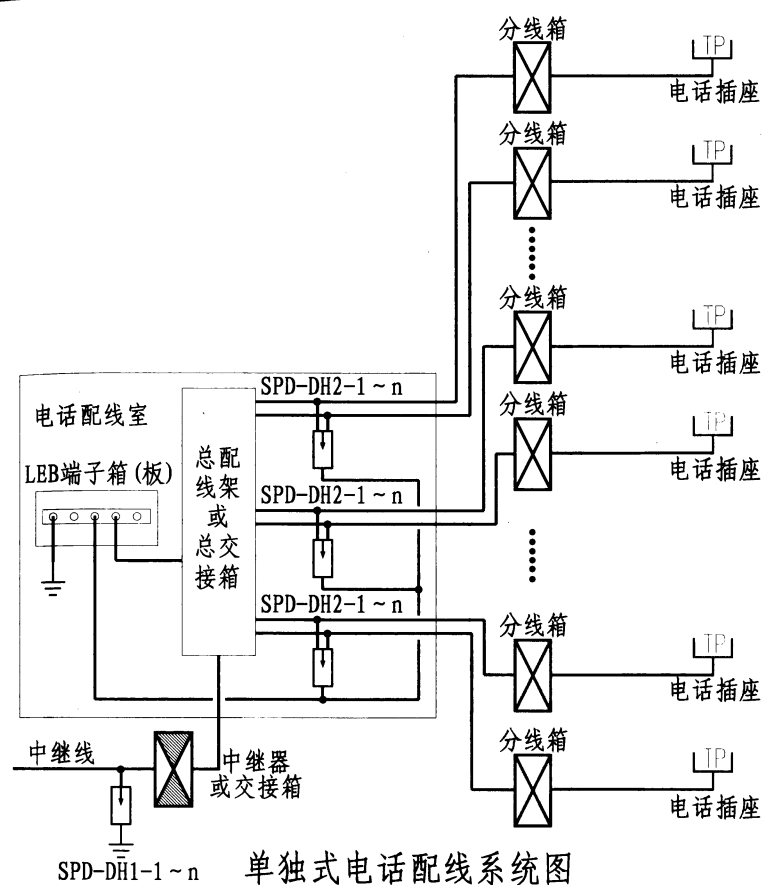 分线箱
TP
电话插座
分线箱
TP
电话插座
分线箱
TP
电话插座
SPD-DH2-1~n
分线箱
电话配线室
TP
总配
线架
或
总交
接箱
LEB端子箱(板)
电话插座
SPD-DH2-1~n
SPD-DH2-1~n
分线箱
TP
电话插座
分线箱
中继线
中继器
或交接箱
TP
电话插座
SPD-DH1-1~n
单独式电话配线系统图